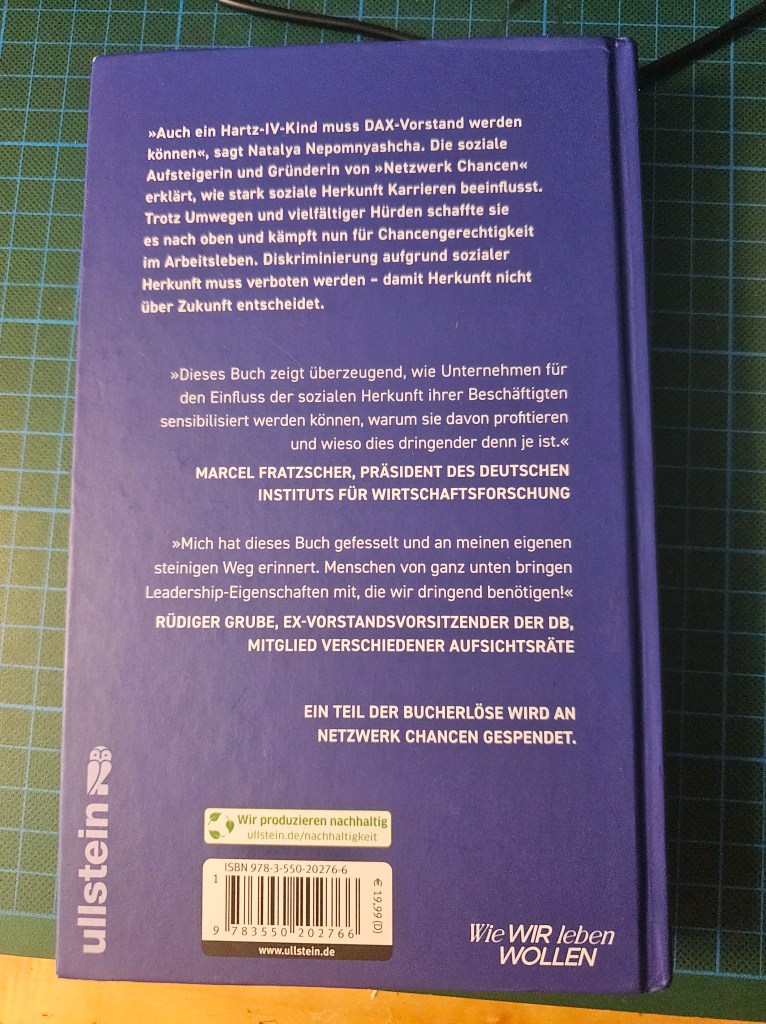 »Auch ein Hartz-IV-Kind muss DAX-Vorstand werden
können«, sagt Natalya Nepomnyashcha. Die soziale
Aufsteigerin und Gründerin von »Netzwerk Chancen«
erklärt, wie stark soziale Herkunft Karrieren beeinflusst.
Trotz Umwegen und vielfältiger Hürden schaffte sie
es nach oben und kämpft nun für Chancengerechtigkeit
im Arbeitsleben. Diskriminierung aufgrund sozialer
Herkunft muss verboten werden – damit Herkunft nicht
über Zukunft entscheidet.
»Dieses Buch zeigt überzeugend, wie Unternehmen für
den Einfluss der sozialen Herkunft ihrer Beschäftigten
sensibilisiert werden können, warum sie davon profitieren
und wieso dies dringender denn je ist.«
MARCEL FRATZSCHER, PRÄSIDENT DES DEUTSCHEN
INSTITUTS FÜR WIRTSCHAFTSFORSCHUNG
»Mich hat dieses Buch gefesselt und an meinen eigenen
steinigen Weg erinnert. Menschen von ganz unten bringen
Leadership-Eigenschaften mit, die wir dringend benötigen!«
RÜDIGER GRUBE, EX-VORSTANDSVORSITZENDER DER DB,
MITGLIED VERSCHIEDENER AUFSICHTSRÄTE
EIN TEIL DER BUCHERLÖSE WIRD AN
NETZWERK CHANCEN GESPENDET.
ullstein
Wir produzieren nachhaltig
ullstein.de/nachhaltigkeit
ISBN 978-3-550-20276-6
1
€ 19,99 (D)
9 783550 202766
www.ullstein.de
Wie WIR leben
WOLLEN